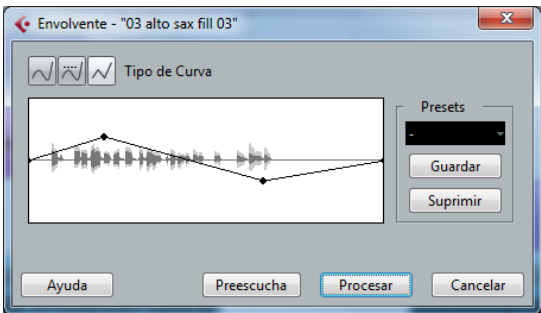 Envolvente - "03 alto sax fill 03"
Tipo de Curva
Presets
-
Guardar
Suprimir
Ayuda
Preescucha
Procesar
Cancelar